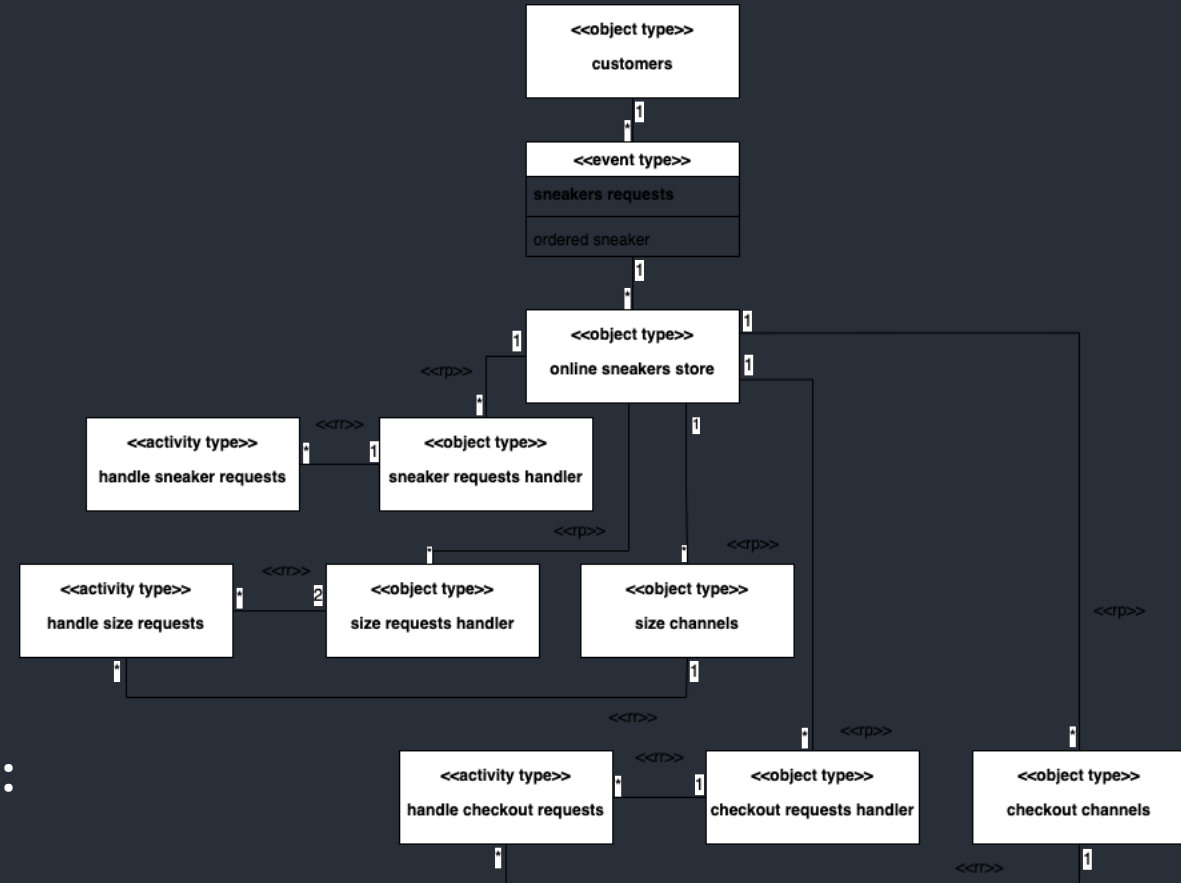 <<object type>>
customers
1
*
<<event type>>
sneakers requests
ordered sneaker
1
*
<<object type>>
online sneakers store
1
1
1
1
<<rp>>
*
<<activity type>>
handle sneaker requests
<<rr>>
*
1
<<object type>>
sneaker requests handler
<<rp>>
*
*
<<rp>>
<<activity type>>
handle size requests
<<rr>>
*
2
<<object type>>
size requests handler
<<object type>>
size channels
<<rp>>
*
1
<<rr>>
<<rp>>
*
*
<<activity type>>
handle checkout requests
<<rr>>
*
1
<<object type>>
checkout requests handler
<<object type>>
checkout channels
*
1
<<rr>>
: